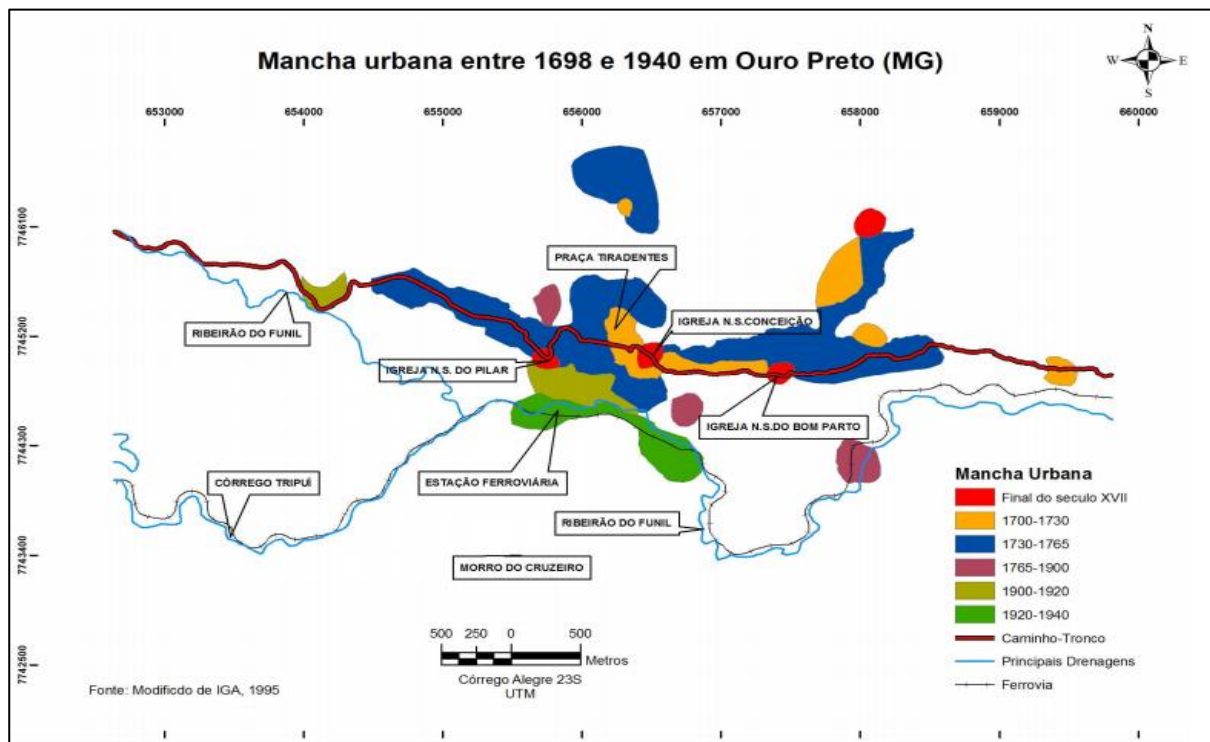 Mancha urbana entre 1698 e 1940 em Ouro Preto (MG)
N
W
E
S
653000
654000
655000
656000
657000
658000
659000
660000
7746100
7745200
7744300
7743400
7742500
PRAÇA TIRADENTES
RIBEIRÃO DO FUNIL
IGREJA N.S.CONCEIÇÃO
IGREJA N.S. DO PILAR
IGREJA N.S.DO BOM PARTO
ESTAÇÃO FERROVIÁRIA
CÓRREGO TRIPUÍ
RIBEIRÃO DO FUNIL
MORRO DO CRUZEIRO
Mancha Urbana
Final do seculo XVII
1700-1730
1730-1765
1765-1900
1900-1920
1920-1940
Caminho-Tronco
Principais Drenagens
Ferrovia
500 250 0 500
Metros
Córrego Alegre 23S
UTM
Fonte: Modificdo de IGA, 1995